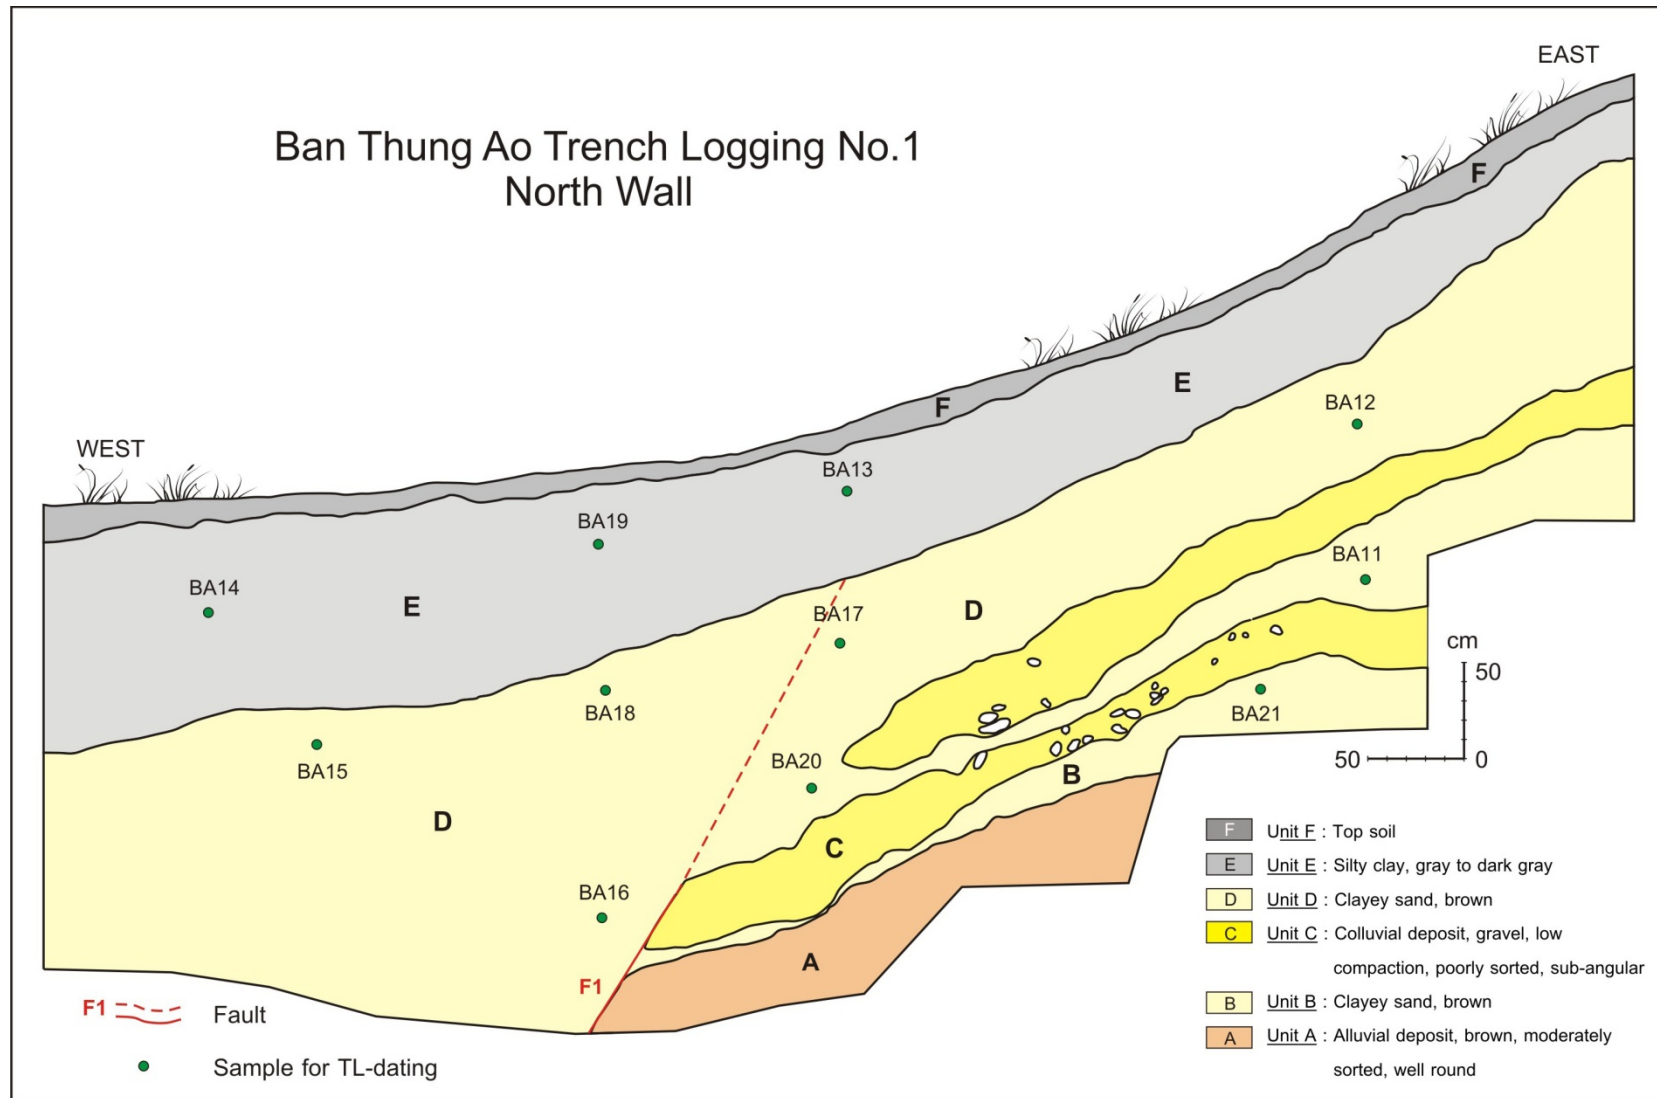 EAST
Ban Thung Ao Trench Logging No.1
North Wall
F
E
F
BA12
WEST
BA13
BA19
BA11
BA14
E
BA17
D
cm
50
BA18
BA21
50
0
BA15
BA20
B
D
C
F Unit F : Top soil
E Unit E : Silty clay, gray to dark gray
BA16
D Unit D : Clayey sand, brown
C Unit C : Colluvial deposit, gravel, low
compaction, poorly sorted, sub-angular
A
F1
B Unit B : Clayey sand, brown
F1 Fault
A Unit A : Alluvial deposit, brown, moderately
sorted, well round
Sample for TL-dating